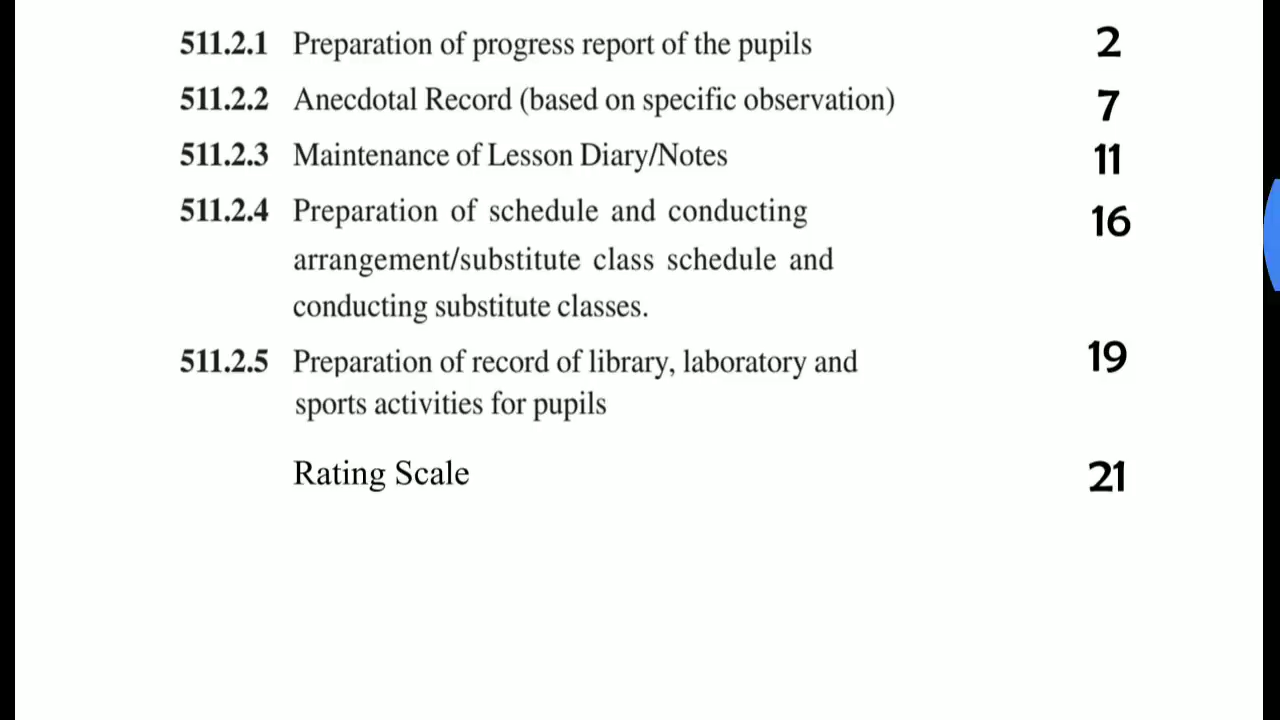 511.2.1 Preparation of progress report of the pupils 2
511.2.2 Anecdotal Record (based on specific observation) 7
511.2.3 Maintenance of Lesson Diary/Notes 11
511.2.4 Preparation of schedule and conducting 16
arrangement/substitute class schedule and
conducting substitute classes.
511.2.5 Preparation of record of library, laboratory and 19
sports activities for pupils
Rating Scale 21